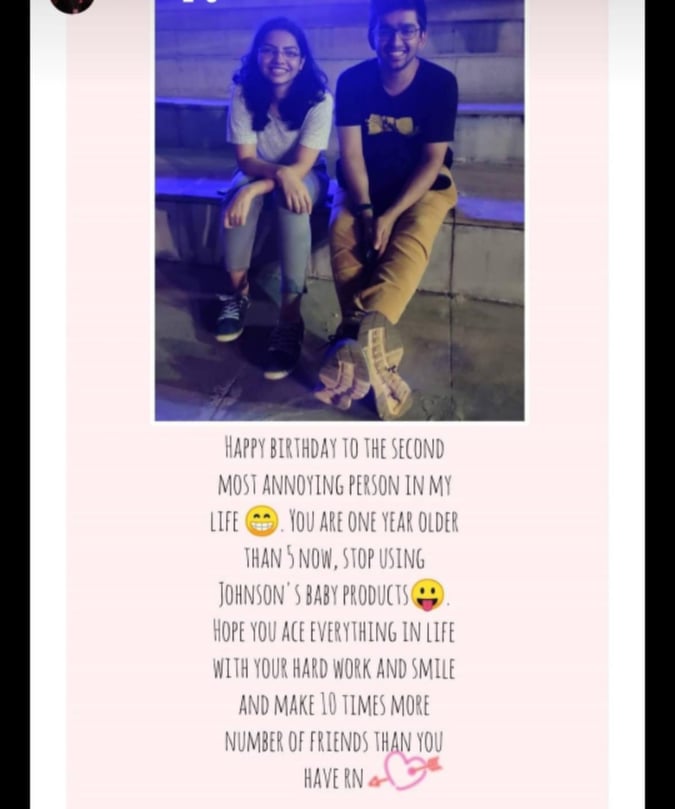 HAPPY BIRTHDAY TO THE SECOND
MOST ANNOYING PERSON IN MY
LIFE 😁. YOU ARE ONE YEAR OLDER
THAN 5 NOW, STOP USING
JOHNSON'S BABY PRODUCTS😛.
HOPE YOU ACE EVERYTHING IN LIFE
WITH YOUR HARD WORK AND SMILE
AND MAKE 10 TIMES MORE
NUMBER OF FRIENDS THAN YOU
HAVE RN 💘